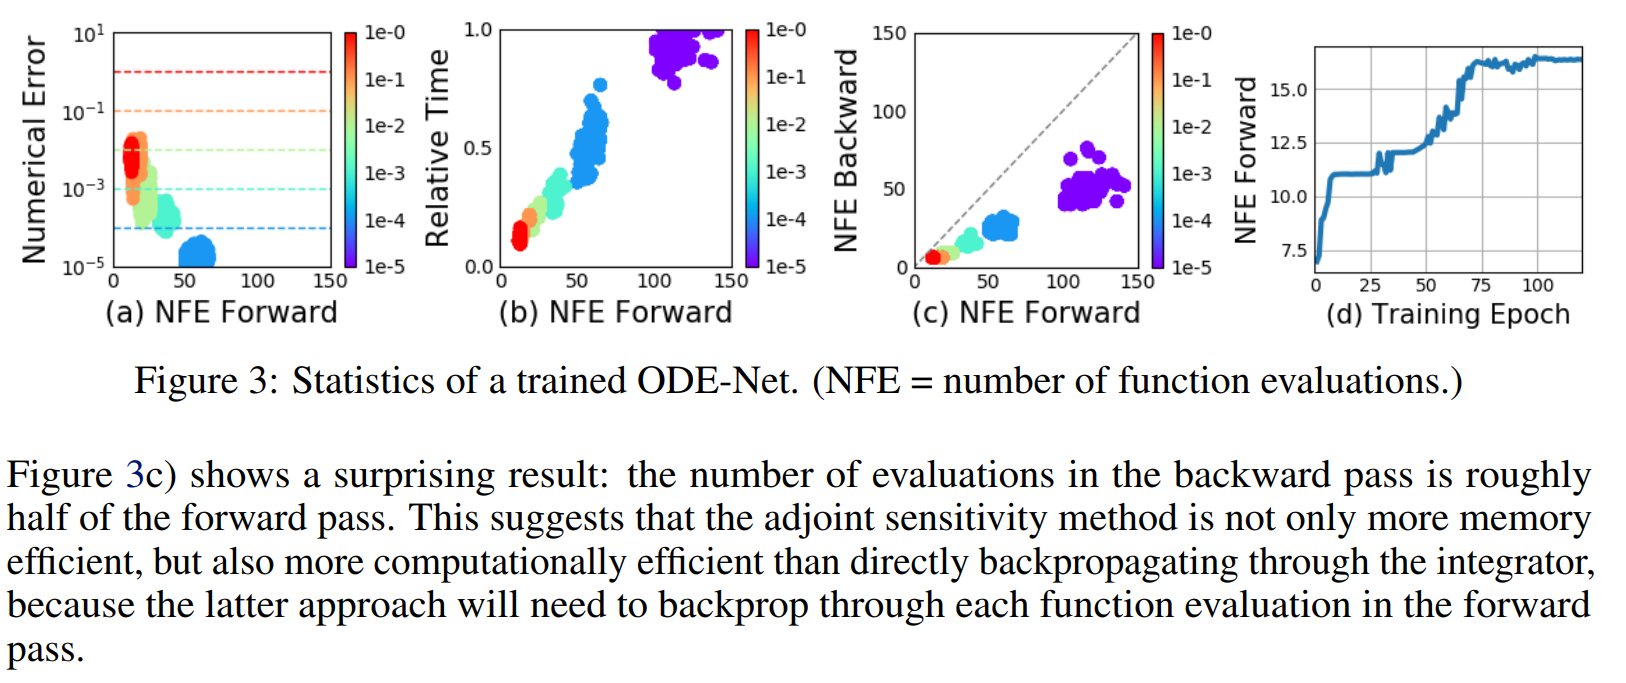 Numerical Error
10¹
10⁻¹
10⁻³
10⁻⁵
0 50 100 150
(a) NFE Forward
1e-0
1e-1
1e-2
1e-3
1e-4
1e-5
Relative Time
1.0
0.5
0.0
0 50 100 150
(b) NFE Forward
1e-0
1e-1
1e-2
1e-3
1e-4
1e-5
NFE Backward
150
100
50
0
0 50 100 150
(c) NFE Forward
1e-0
1e-1
1e-2
1e-3
1e-4
1e-5
NFE Forward
15.0
12.5
10.0
7.5
0 25 50 75 100
(d) Training Epoch
Figure 3: Statistics of a trained ODE-Net. (NFE = number of function evaluations.)
Figure 3c) shows a surprising result: the number of evaluations in the backward pass is roughly
half of the forward pass. This suggests that the adjoint sensitivity method is not only more memory
efficient, but also more computationally efficient than directly backpropagating through the integrator,
because the latter approach will need to backprop through each function evaluation in the forward
pass.